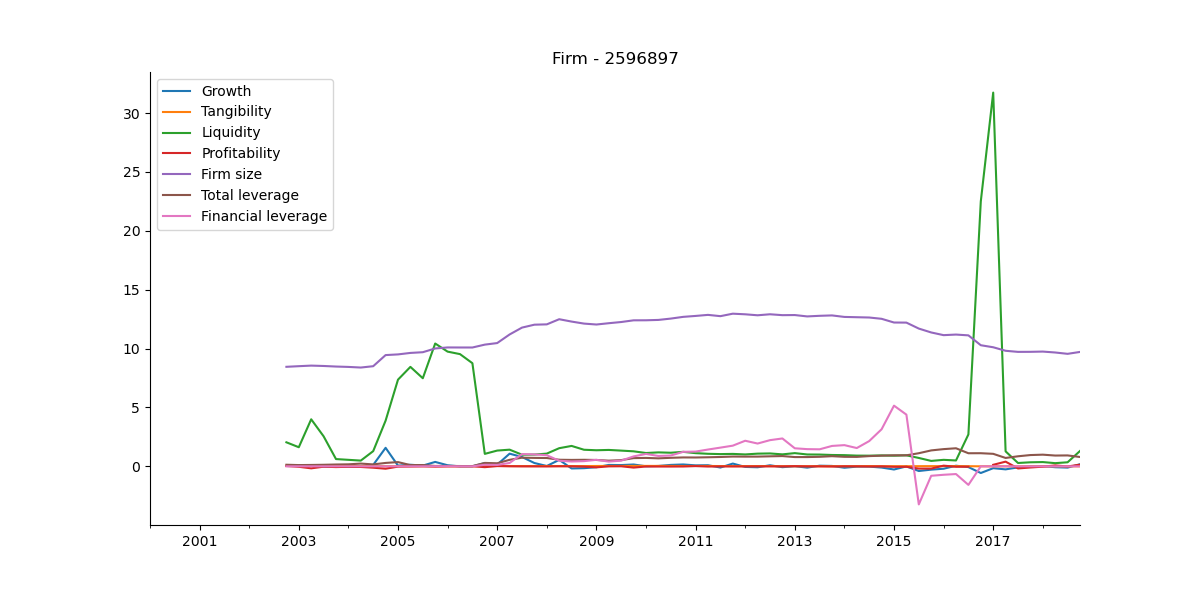 Firm - 2596897
Growth
Tangibility
Liquidity
Profitability
Firm size
Total leverage
Financial leverage
30
25
20
15
10
5
0
2001 2003 2005 2007 2009 2011 2013 2015 2017